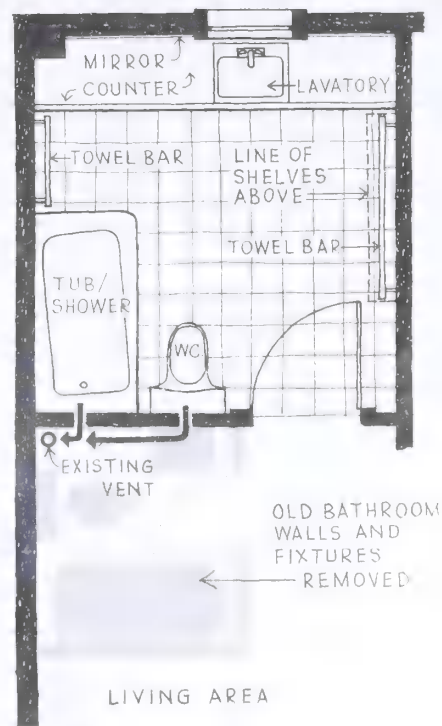 MIRROR
COUNTER
LAVATORY
TOWEL BAR
LINE OF
SHELVES
ABOVE
TOWEL BAR
TUB/
SHOWER
WC
EXISTING
VENT
OLD BATHROOM
WALLS AND
FIXTURES
REMOVED
LIVING AREA